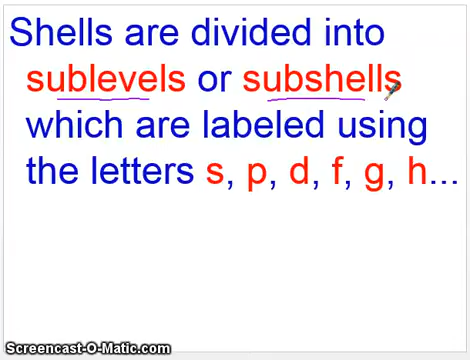 Shells are divided into
sublevels or subshells
which are labeled using
the letters s, p, d, f, g, h...
Screencast-O-Matic.com